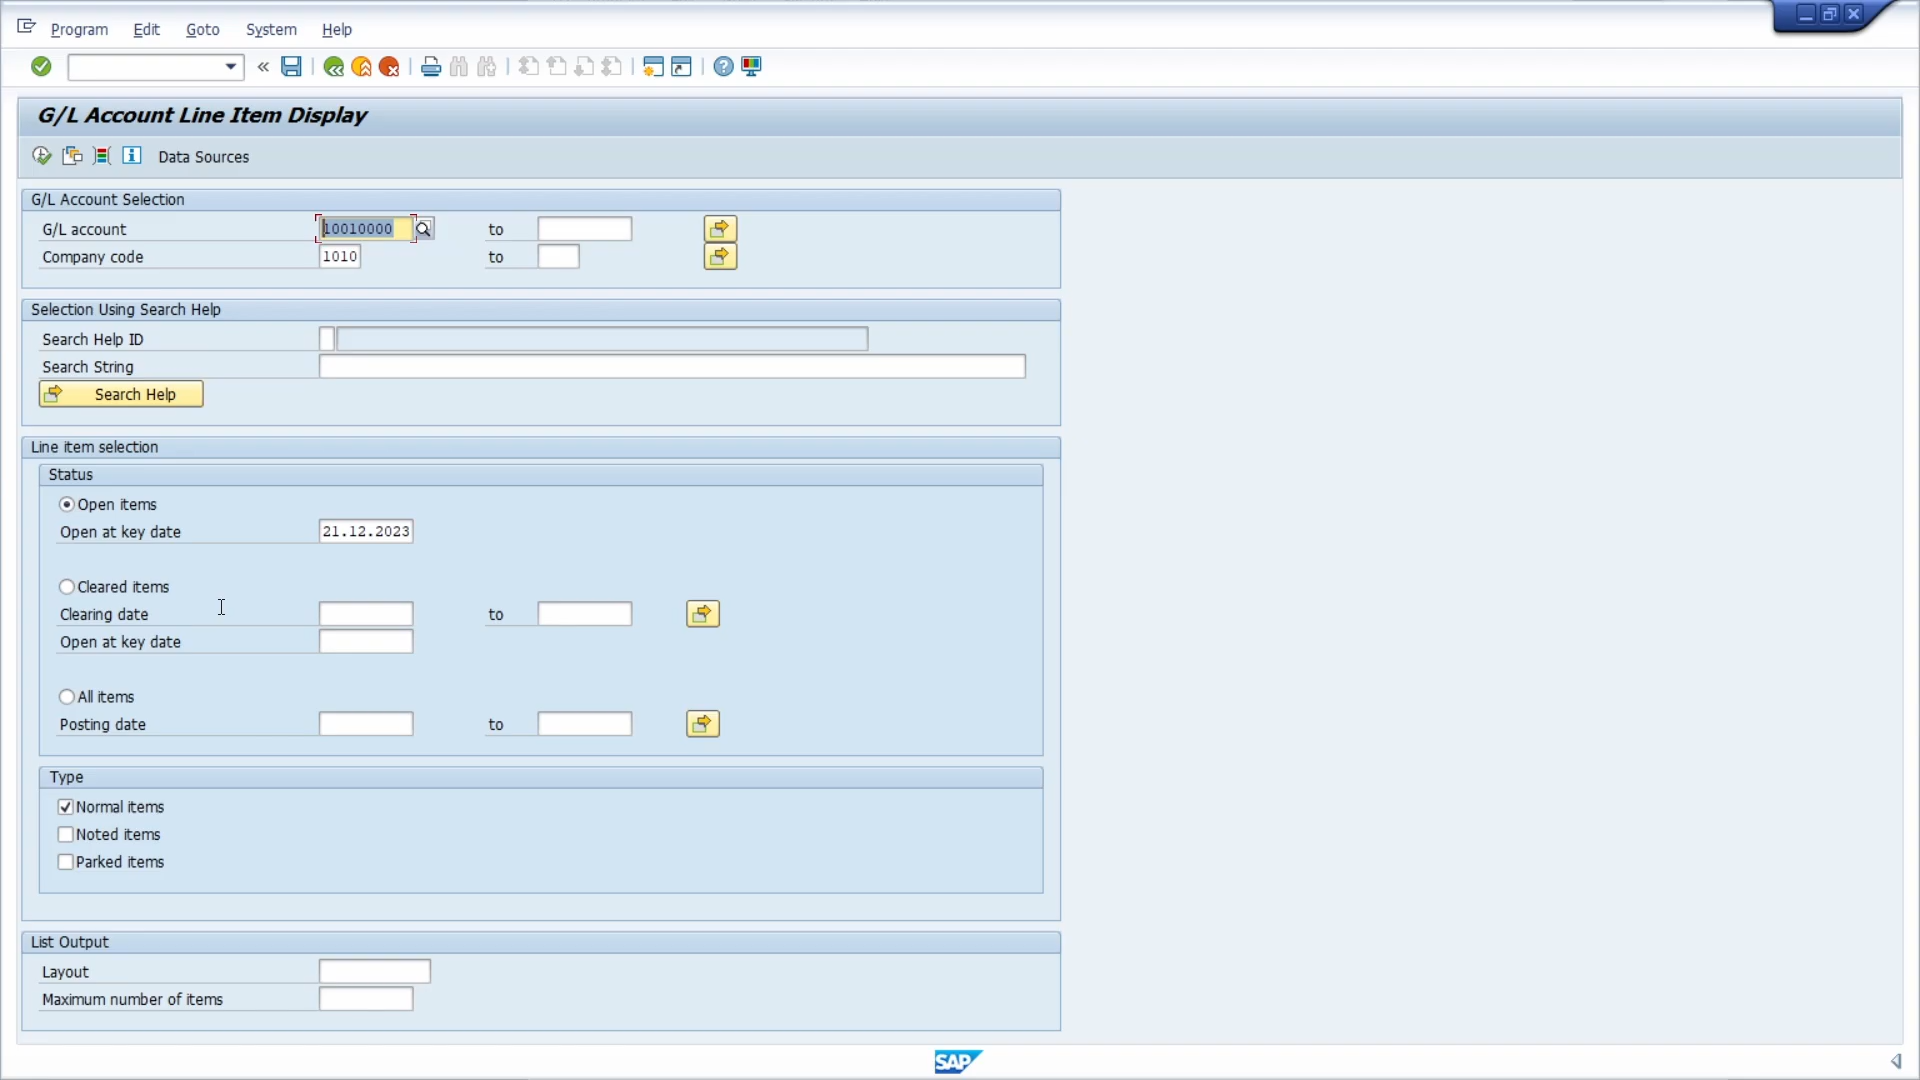 Program Edit Goto System Help
G/L Account Line Item Display
Data Sources
G/L Account Selection
G/L account 10010000 to
Company code 1010 to
Selection Using Search Help
Search Help ID
Search String
Search Help
Line item selection
Status
Open items
Open at key date 21.12.2023
Cleared items
Clearing date to
Open at key date
All items
Posting date to
Type
Normal items
Noted items
Parked items
List Output
Layout
Maximum number of items
SAP